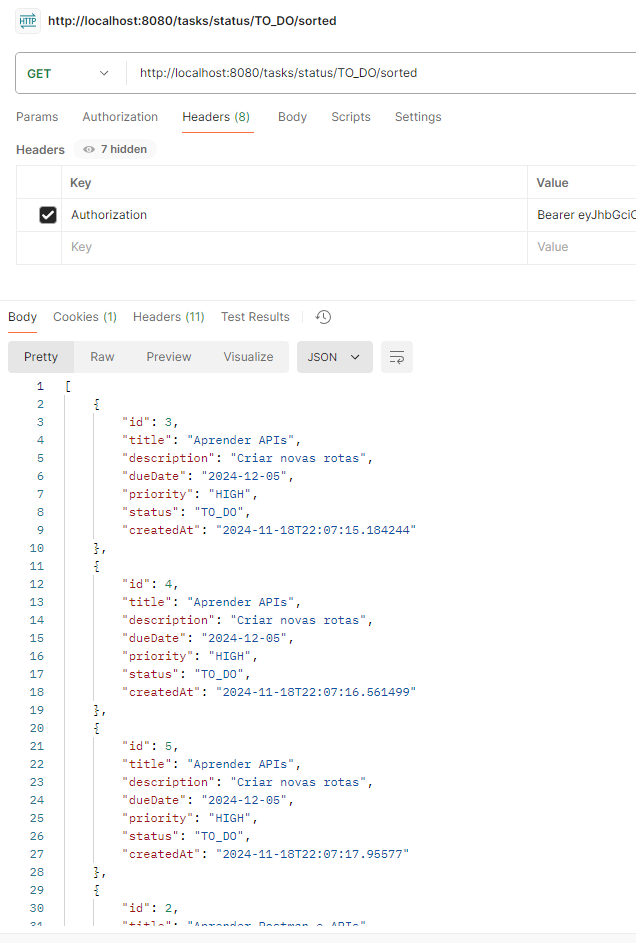 HTTP http://localhost:8080/tasks/status/TO_DO/sorted
GET http://localhost:8080/tasks/status/TO_DO/sorted
Params Authorization Headers (8) Body Scripts Settings
Headers 7 hidden
Key Value
Authorization Bearer eyJhbGciO
Key Value
Body Cookies (1) Headers (11) Test Results
Pretty Raw Preview Visualize JSON
1 [
2 {
3 "id": 3,
4 "title": "Aprender APIs",
5 "description": "Criar novas rotas",
6 "dueDate": "2024-12-05",
7 "priority": "HIGH",
8 "status": "TO_DO",
9 "createdAt": "2024-11-18T22:07:15.184244"
10 },
11 {
12 "id": 4,
13 "title": "Aprender APIs",
14 "description": "Criar novas rotas",
15 "dueDate": "2024-12-05",
16 "priority": "HIGH",
17 "status": "TO_DO",
18 "createdAt": "2024-11-18T22:07:16.561499"
19 },
20 {
21 "id": 5,
22 "title": "Aprender APIs",
23 "description": "Criar novas rotas",
24 "dueDate": "2024-12-05",
25 "priority": "HIGH",
26 "status": "TO_DO",
27 "createdAt": "2024-11-18T22:07:17.95577"
28 },
29 {
30 "id": 2,
31 "title": "Aprender Postman e APIs"